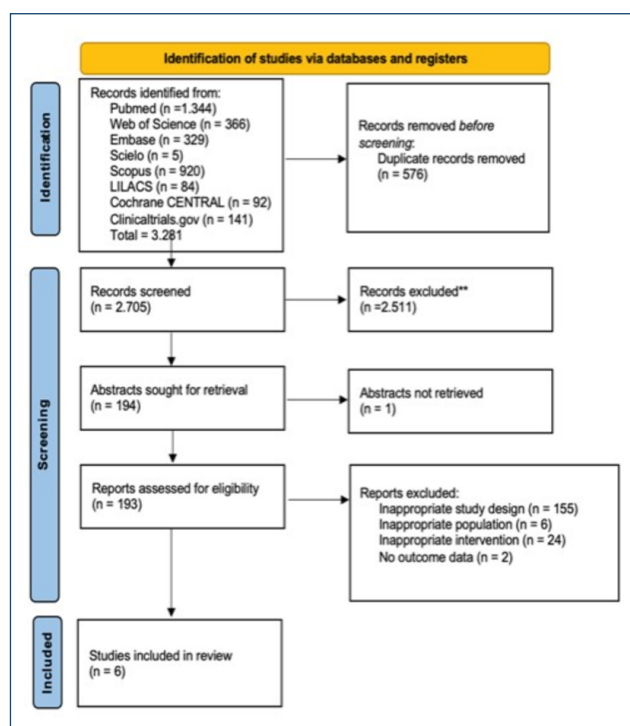 Identification of studies via databases and registers
Identification
Records identified from:
Pubmed (n =1.344)
Web of Science (n = 366)
Embase (n = 329)
Scielo (n = 5)
Scopus (n = 920)
LILACS (n = 84)
Cochrane CENTRAL (n = 92)
Clinicaltrials.gov (n = 141)
Total = 3.281
Records removed before
screening:
Duplicate records removed
(n = 576)
Screening
Records screened
(n = 2.705)
Records excluded**
(n =2.511)
Abstracts sought for retrieval
(n = 194)
Abstracts not retrieved
(n = 1)
Reports assessed for eligibility
(n = 193)
Reports excluded:
Inappropriate study design (n = 155)
Inappropriate population (n = 6)
Inappropriate intervention (n = 24)
No outcome data (n = 2)
Included
Studies included in review
(n = 6)